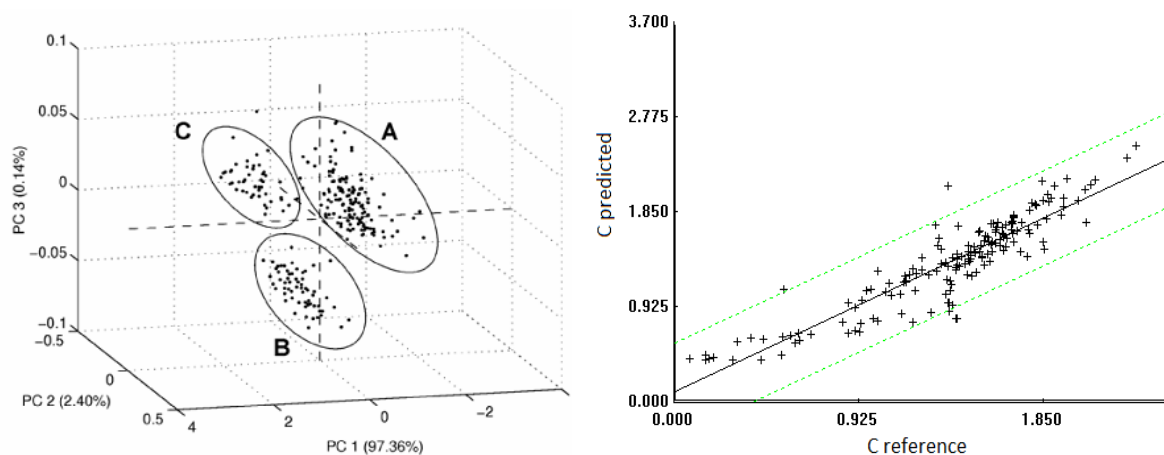 0.1
0.05
0
−0.05
−0.1
PC 3 (0.14%)
−0.5
0
0.5
PC 2 (2.40%)
4
2
0
−2
PC 1 (97.36%)
C
A
B
3.700
2.775
1.850
0.925
0.000
C predicted
0.000
0.925
1.850
C reference